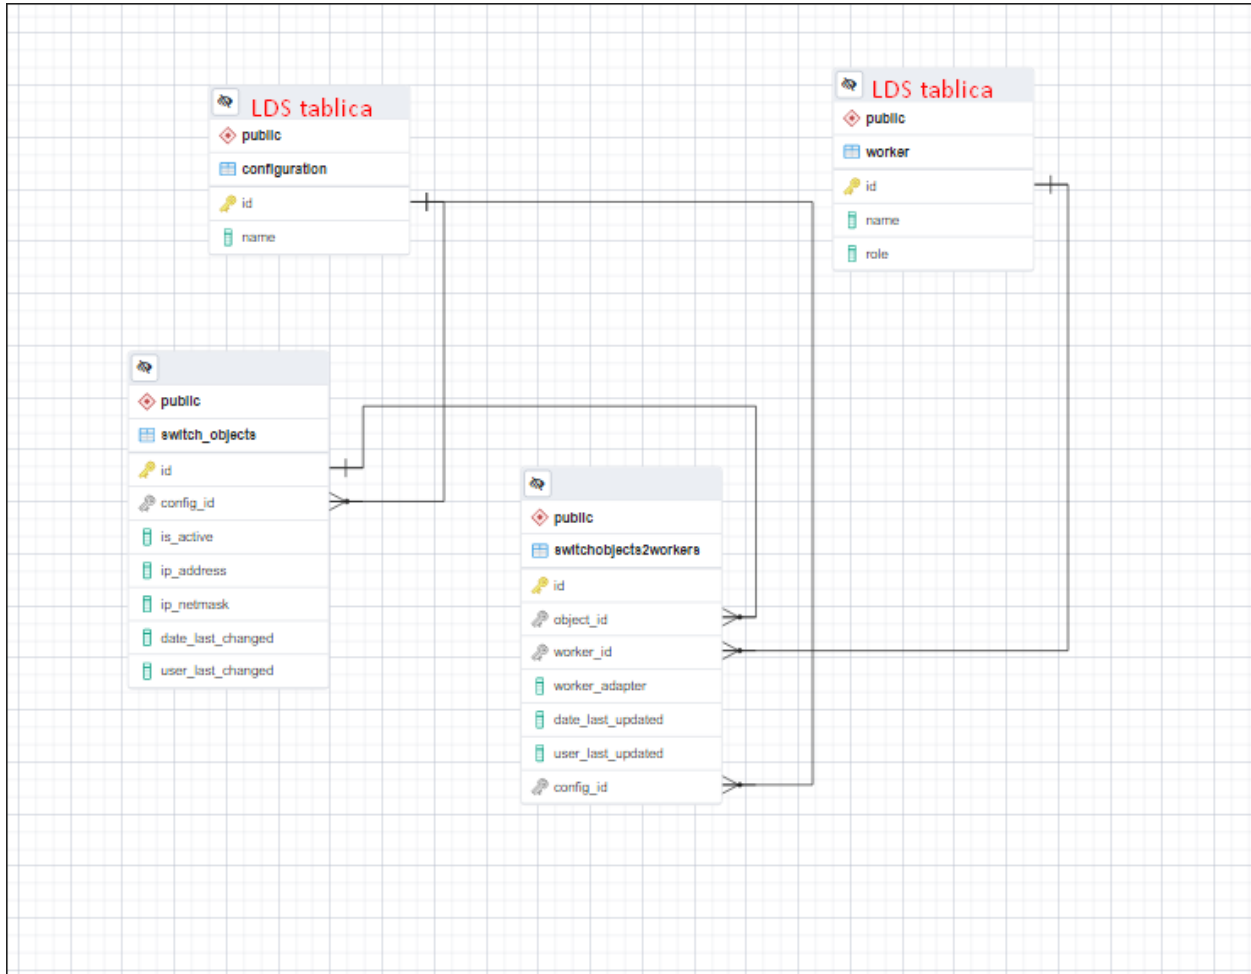 LDS tablica
public
configuration
id
name
LDS tablica
public
worker
id
name
role
public
switch_objects
id
config_id
is_active
ip_address
ip_netmask
date_last_changed
user_last_changed
public
switchobjects2workers
id
object_id
worker_id
worker_adapter
date_last_updated
user_last_updated
config_id